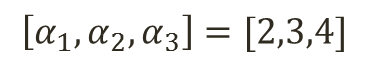 [α₁, α₂, α₃] = [2,3,4]